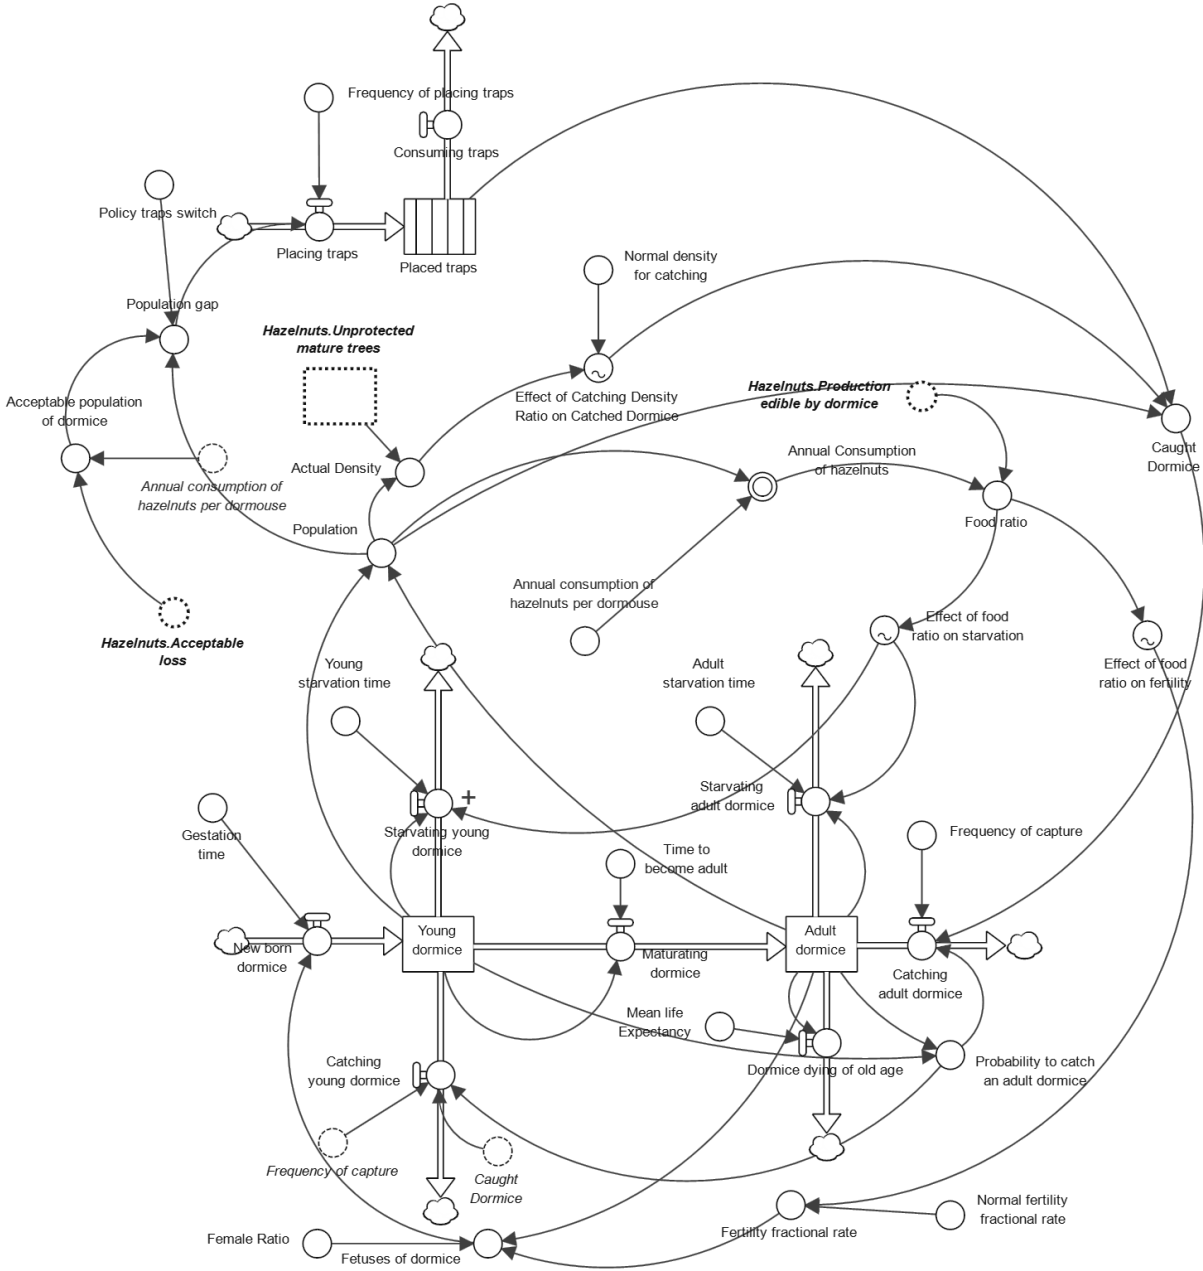 Frequency of placing traps
Consuming traps
Policy traps switch
Placing traps
Placed traps
Normal density
for catching
Population gap
Hazelnuts.Unprotected
mature trees
Hazelnuts.Production
edible by dormice
Effect of Catching Density
Ratio on Catched Dormice
Acceptable population
of dormice
Caught
Dormice
Actual Density
Annual Consumption
of hazelnuts
Annual consumption of
hazelnuts per dormouse
Population
Food ratio
Annual consumption of
hazelnuts per dormouse
Hazelnuts.Acceptable
loss
Effect of food
ratio on starvation
Young
starvation time
Adult
starvation time
Effect of food
ratio on fertility
Starvating
adult dormice
+
Starvating young
dormice
Gestation
time
Time to
become adult
Frequency of capture
New born
dormice
Young
dormice
Maturating
dormice
Adult
dormice
Catching
adult dormice
Mean life
Expectancy
Catching
young dormice
Dormice dying of old age
Probability to catch
an adult dormice
Frequency of capture
Caught
Dormice
Normal fertility
fractional rate
Fertility fractional rate
Female Ratio
Fetuses of dormice